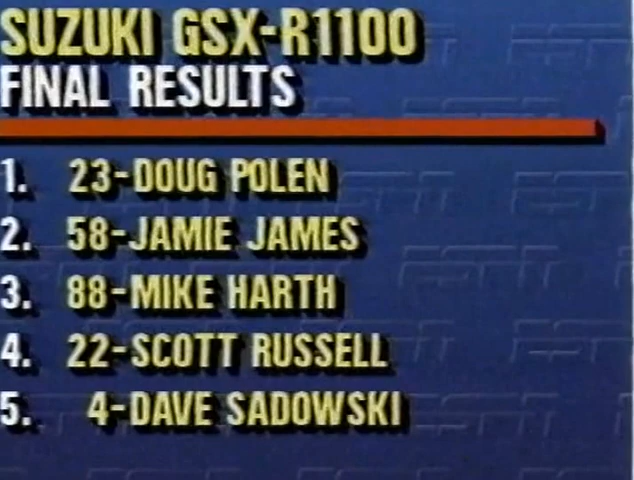 SUZUKI GSX-R1100
FINAL RESULTS
1. 23-DOUG POLEN
2. 58-JAMIE JAMES
3. 88-MIKE HARTH
4. 22-SCOTT RUSSELL
5. 4-DAVE SADOWSKI
ESPN